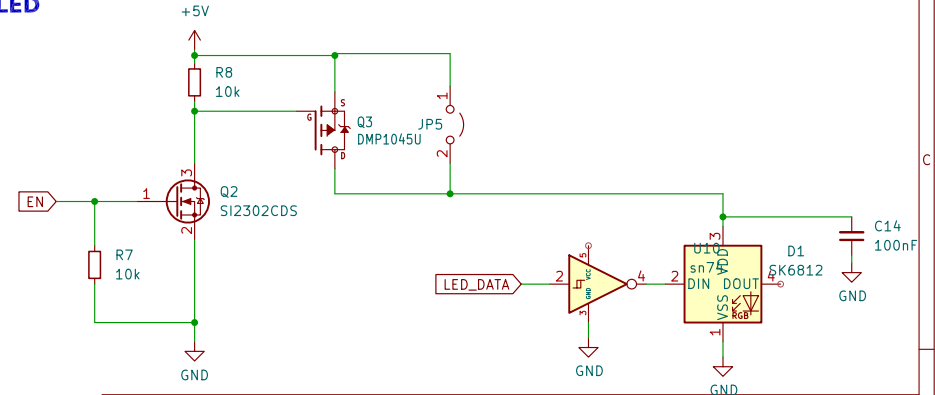 LED
+5V
R8
10k
S
G
Q3
DMP1045U
D
1
JP5
2
EN
1
3
Q2
SI2302CDS
2
R7
10k
GND
LED_DATA
2
5
VCC
GND
3
4
GND
2
3
VDD
DIN
DOUT
VSS
RGB
1
4
D1
SK6812
GND
C14
100nF
GND
C